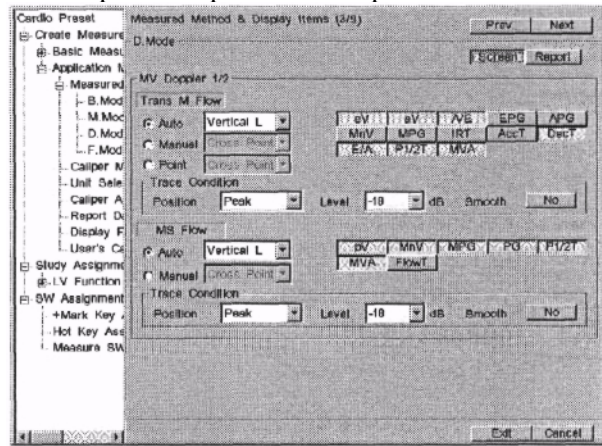 Cardio Preset
Create Measure
Basic Measu
Application M
Measured
B.Mod
M.Moc
D.Mod
F.Mod
Caliper M
Unit Sele
Caliper A
Report Da
Display F
User's Ca
Study Assignme
LV Function
SW Assignment
+Mark Key
Hot Key Ass
Measure SW
Measured Method & Display Items (3/9)
Prev Next
D.Mode
Screen Report
MV Doppler 1/2
Trans M Flow
Auto Vertical L
Manual Cross Point
Point Cross Point
EPG APG
MnV MPG IRT AccT DecT
E/A P1/2T MVA
Trace Condition
Position Peak Level -18 dB Smooth No
MS Flow
Auto Vertical L
Manual Cross Point
pV MnV MPG PG P1/2T
MVA FlowT
Trace Condition
Position Peak Level -18 dB Smooth No
Exit Cancel